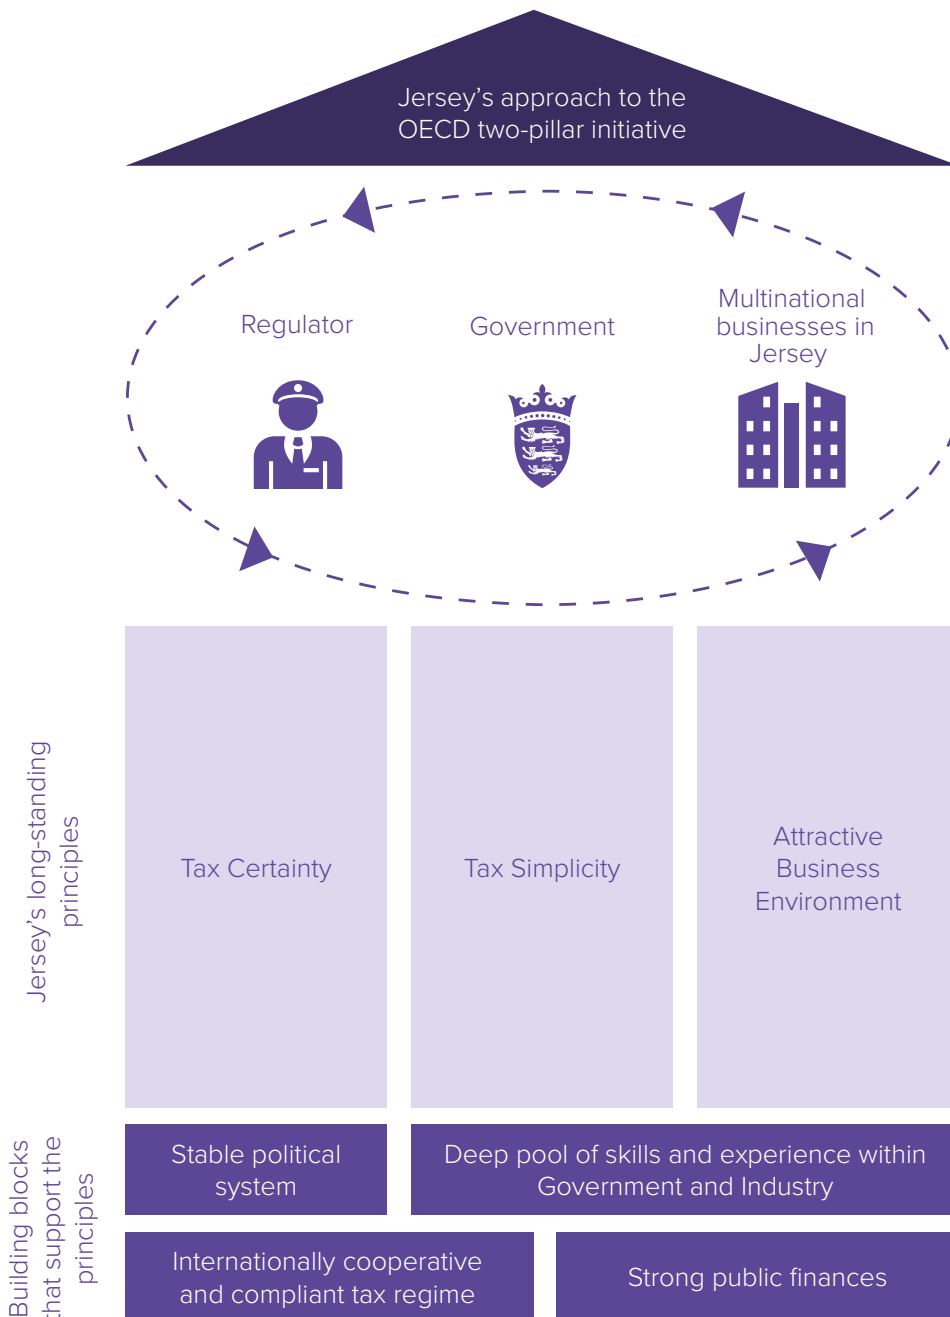 Jersey's approach to the
OECD two-pillar initiative
Regulator
Government
Multinational
businesses in
Jersey
Jersey's long-standing
principles
Tax Certainty
Tax Simplicity
Attractive
Business
Environment
Building blocks
that support the
principles
Stable political
system
Deep pool of skills and experience within
Government and Industry
Internationally cooperative
and compliant tax regime
Strong public finances